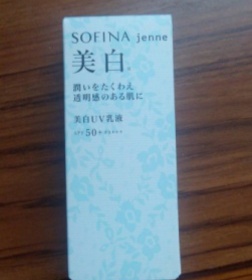 SOFINA jenne
美白
潤いをたくわえ
透明感のある肌に
美白UV乳液
SPF50+ PA++++